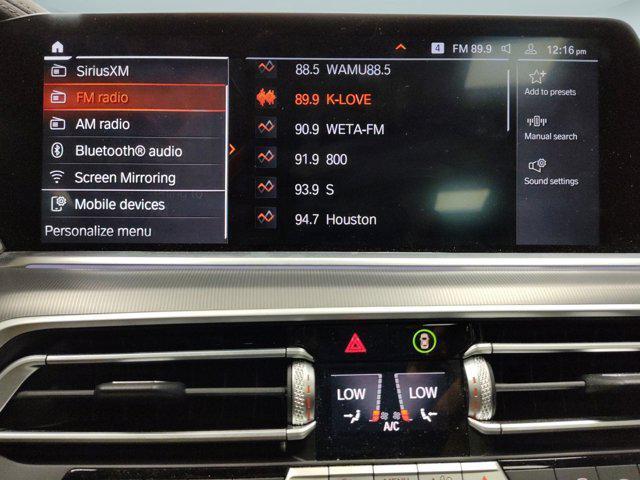 4 FM 89.9 12:16 pm
SiriusXM
FM radio
AM radio
Bluetooth® audio
Screen Mirroring
Mobile devices
Personalize menu
88.5 WAMU88.5
89.9 K-LOVE
90.9 WETA-FM
91.9 800
93.9 S
94.7 Houston
Add to presets
Manual search
Sound settings
LOW LOW
A/C
MENU